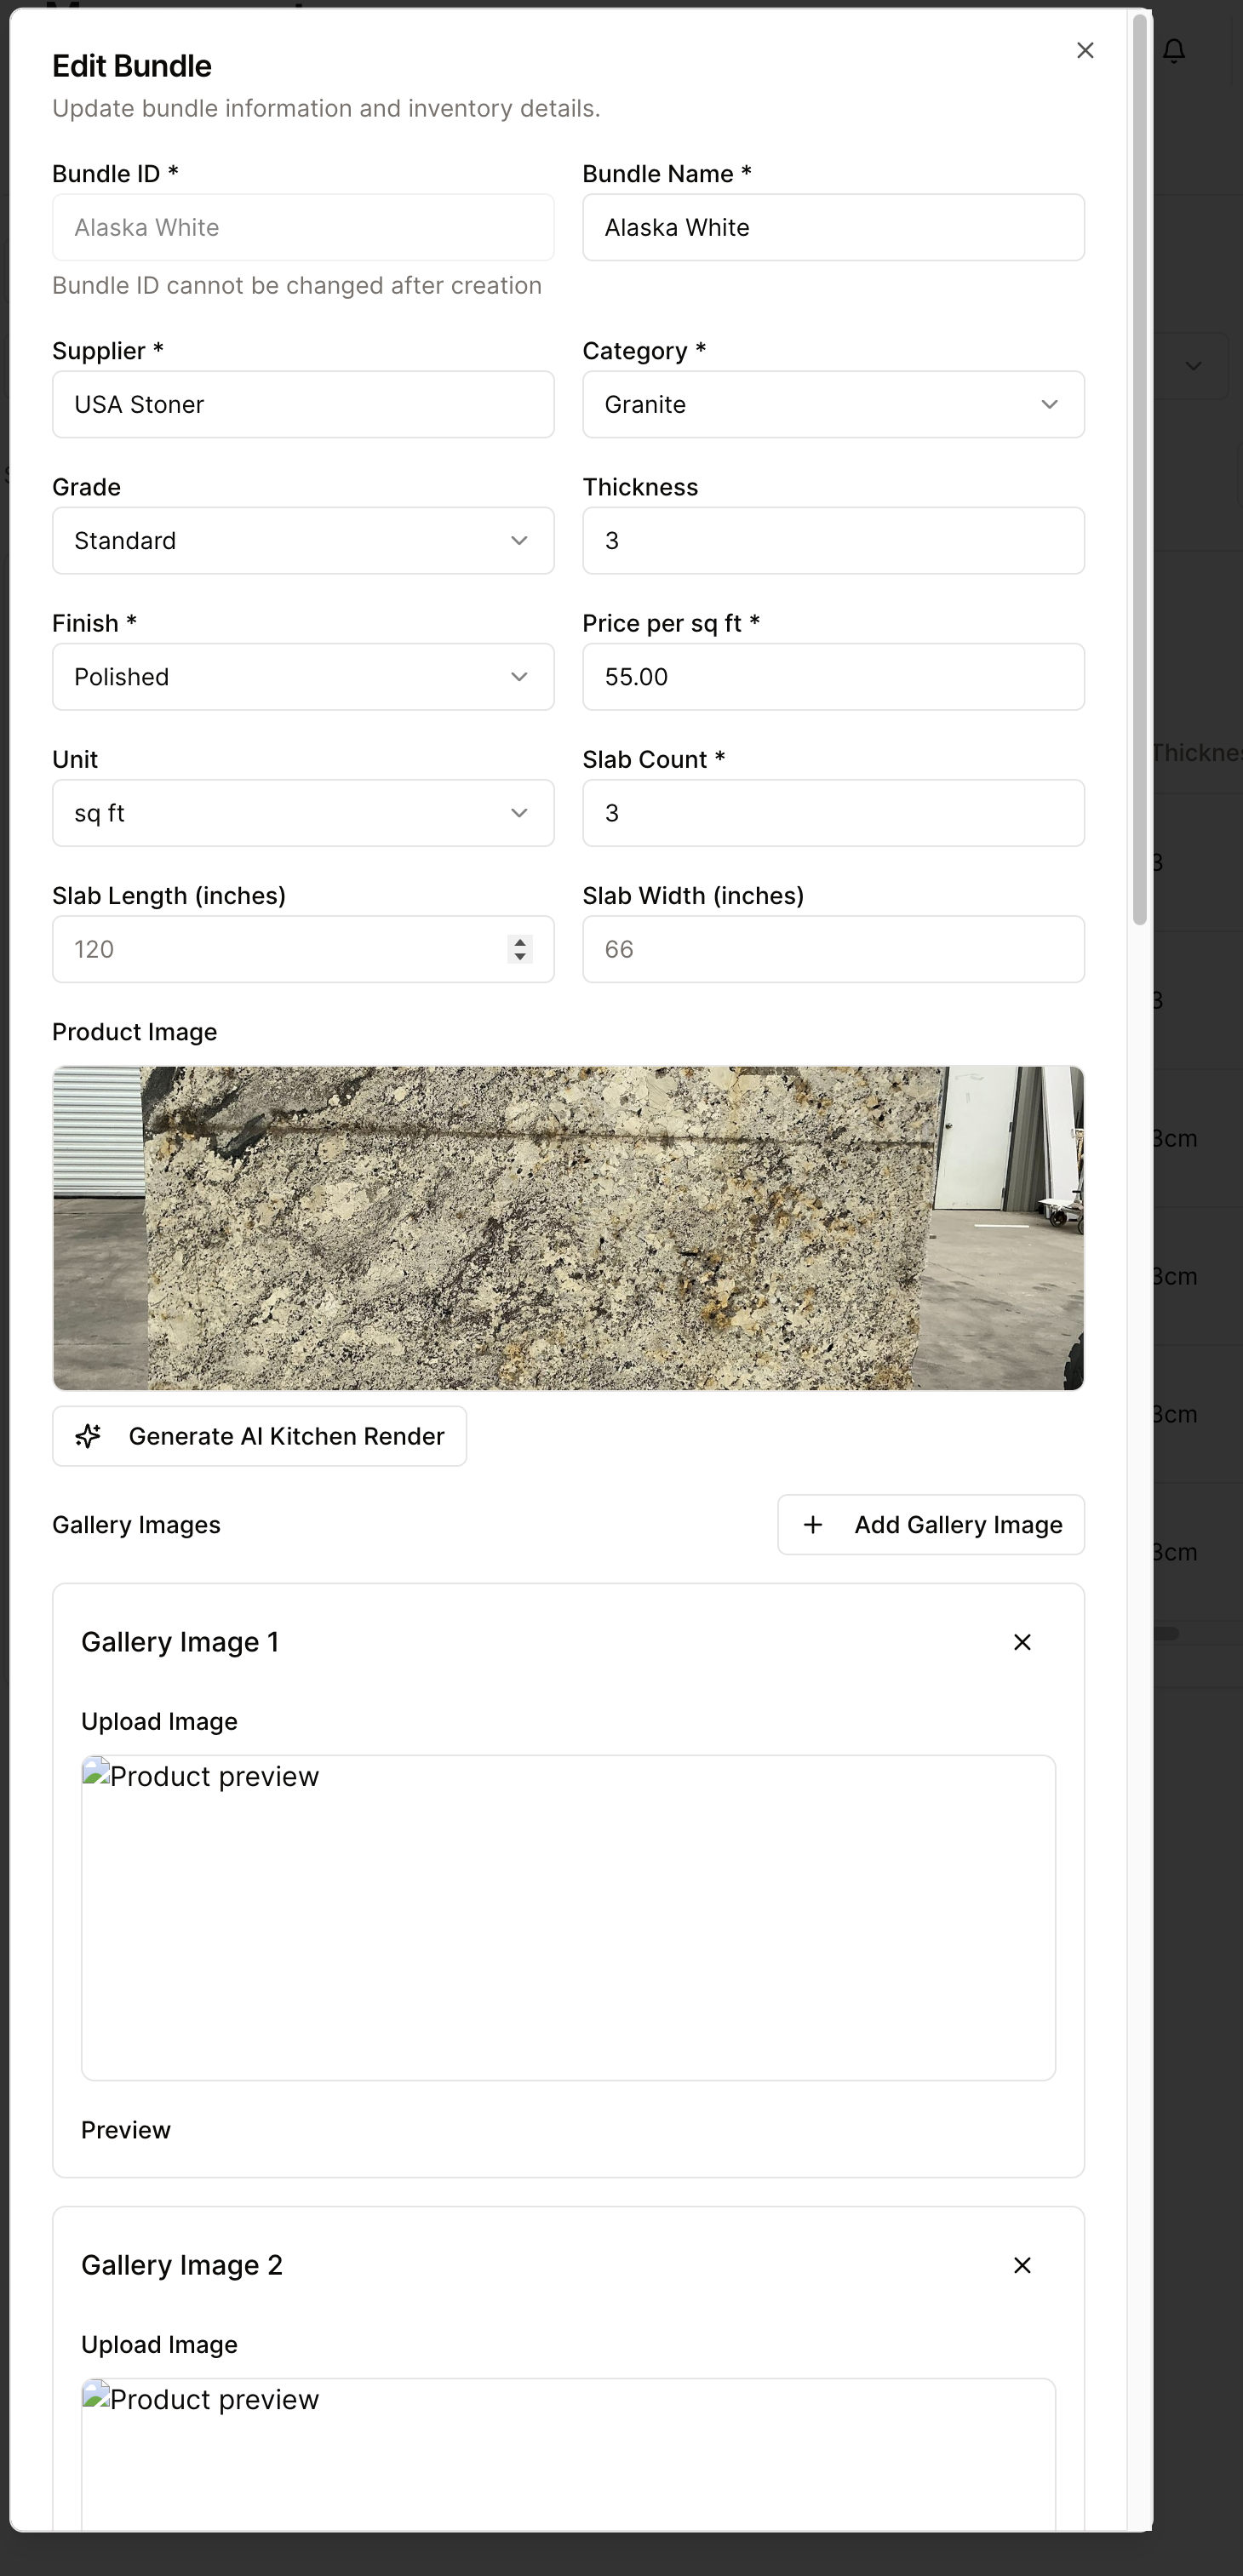 Edit Bundle
Update bundle information and inventory details.
Bundle ID *
Bundle Name *
Alaska White
Alaska White
Bundle ID cannot be changed after creation
Supplier *
Category *
USA Stoner
Granite
Grade
Thickness
Standard
3
Finish *
Price per sq ft *
Polished
55.00
Unit
Slab Count *
sq ft
3
Thicknes
Slab Length (inches)
Slab Width (inches)
120
66
3
3
Product Image
3cm
3cm
3cm
Generate AI Kitchen Render
Gallery Images
Add Gallery Image
3cm
Gallery Image 1
Upload Image
Product preview
Preview
Gallery Image 2
Upload Image
Product preview